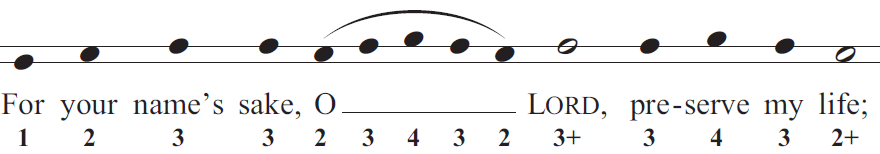 For your name's sake, O LORD, pre-serve my life;
1 2 3 3 2 3 4 3 2 3+ 3 4 3 2+